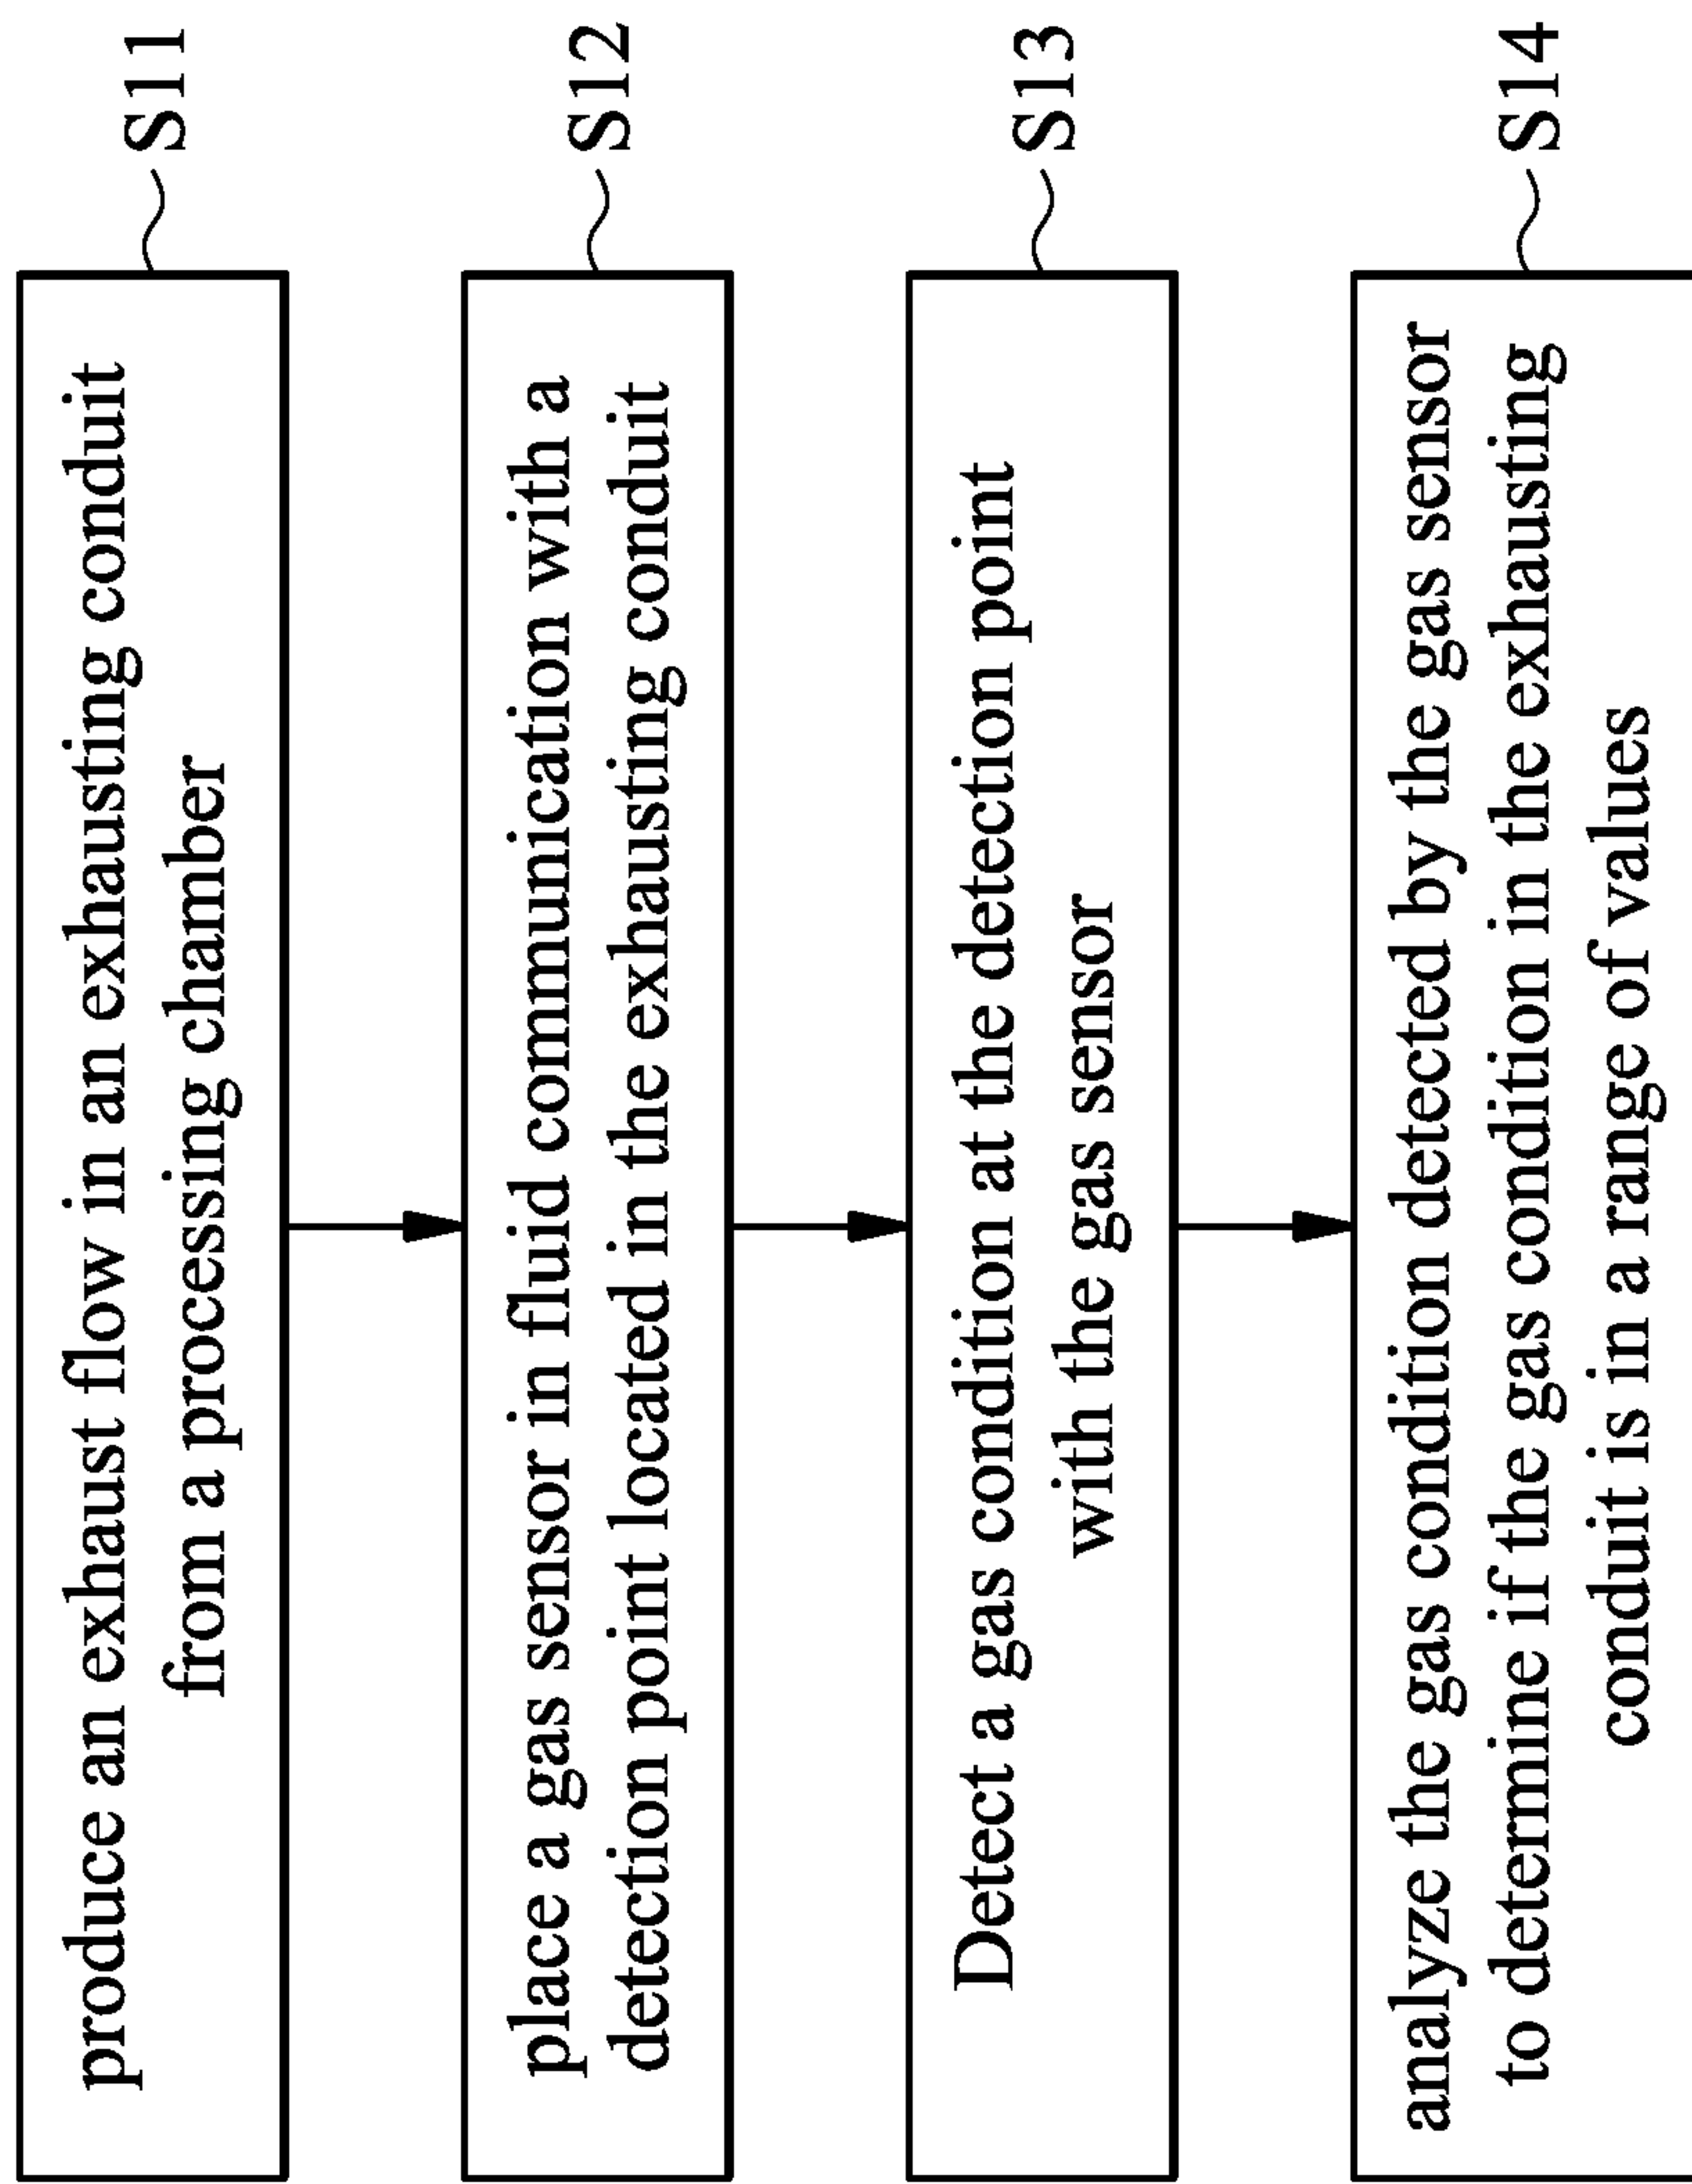 produce an exhaust flow in an exhausting conduit
from a processing chamber
S11
place a gas sensor in fluid communication with a
detection point located in the exhausting conduit
S12
Detect a gas condition at the detection point
with the gas sensor
S13
analyze the gas condition detected by the gas sensor
to determine if the gas condition in the exhausting
conduit is in a range of values
S14